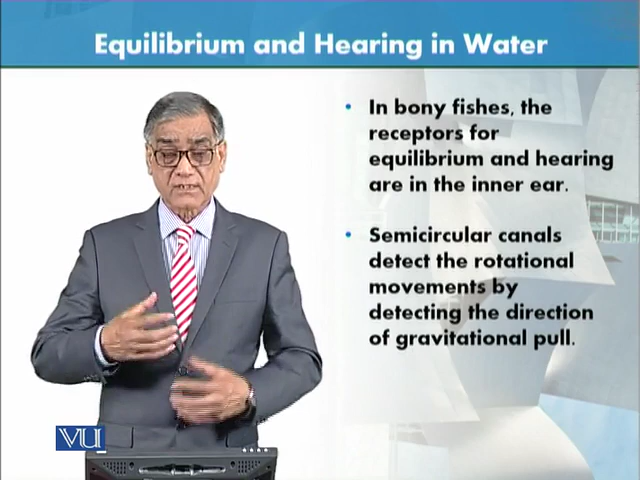 Equilibrium and Hearing in Water
• In bony fishes, the
receptors for
equilibrium and hearing
are in the inner ear.
• Semicircular canals
detect the rotational
movements by
detecting the direction
of gravitational pull.
VU